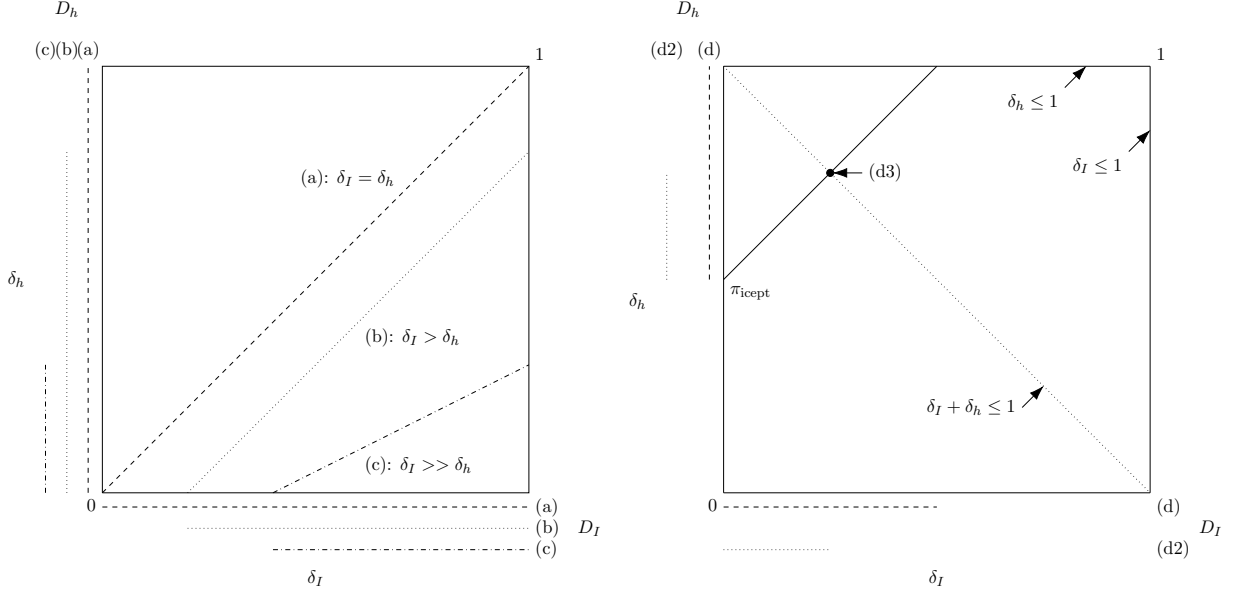 D_h
(c)(b)(a)
1
(a): δ_I = δ_h
δ_h
(b): δ_I > δ_h
(c): δ_I >> δ_h
0
(a)
(b)
D_I
(c)
δ_I
D_h
(d2) (d)
1
δ_h ≤ 1
δ_I ≤ 1
(d3)
π_icept
δ_h
δ_I + δ_h ≤ 1
0
(d)
D_I
(d2)
δ_I